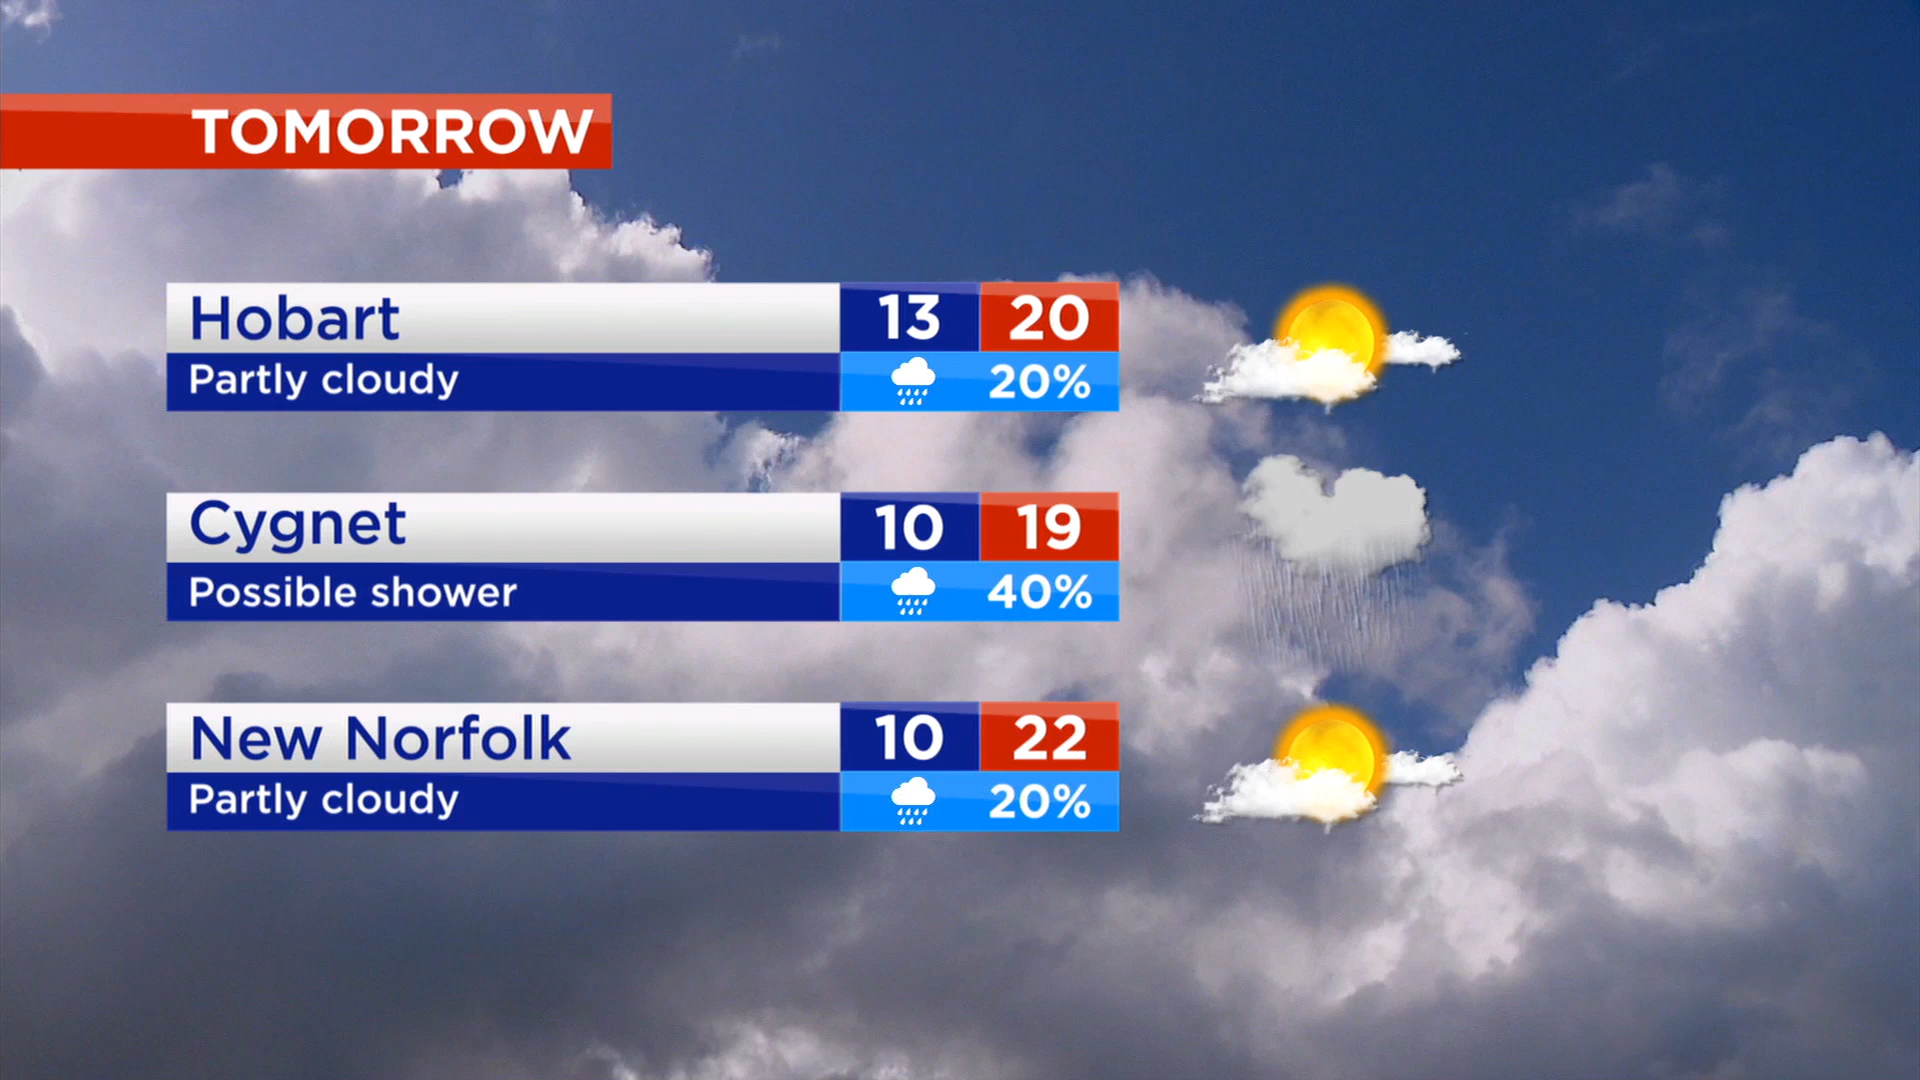 TOMORROW
Hobart 13 20
Partly cloudy 20%
Cygnet 10 19
Possible shower 40%
New Norfolk 10 22
Partly cloudy 20%